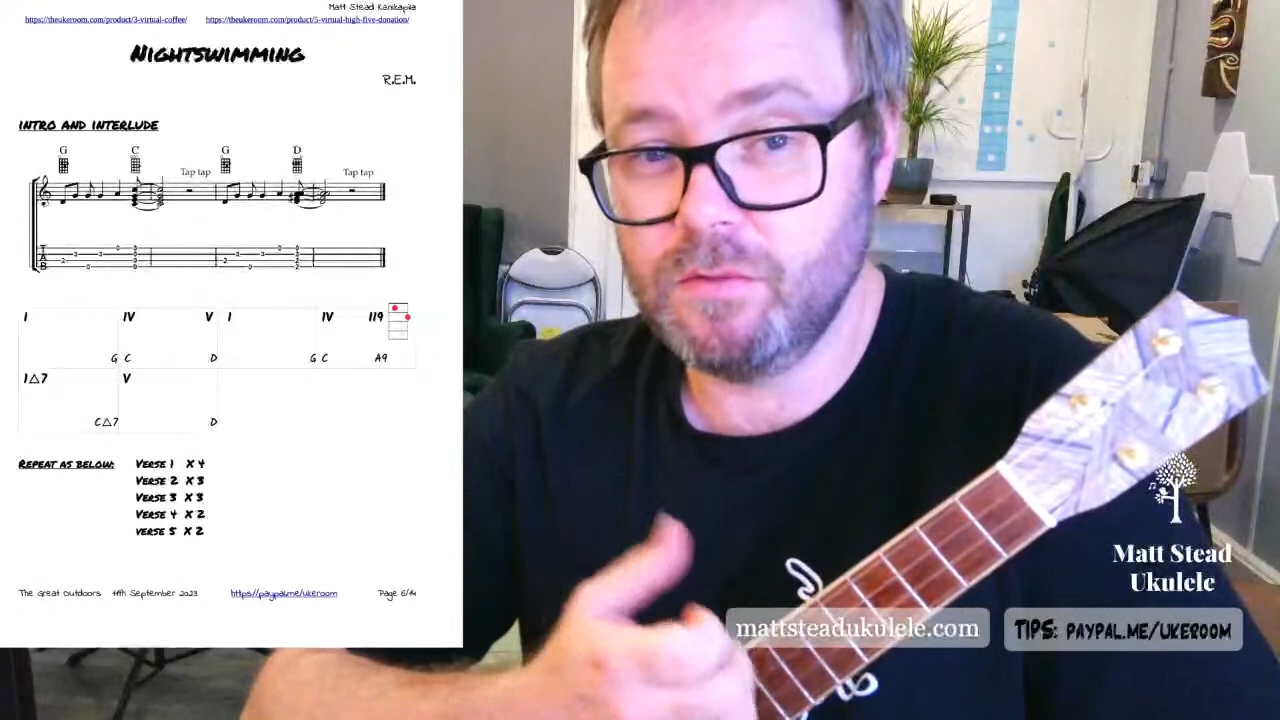 Matt Stead Kanikapila
https://theukeroom.com/product/3-virtual-coffee/ https://theukeroom.com/product/5-virtual-high-five-donation/
Nightswimming
R.E.M.
INTRO AND INTERLUDE
G C G D
Tap tap Tap tap
I IV V I IV II9
G C D G C A9
I△7 V
C△7 D
Repeat as below: Verse 1 X 4
Verse 2 X 3
Verse 3 X 3
Verse 4 X 2
verse 5 X 2
The Great Outdoors 11th September 2023 https://paypal.me/ukeroom Page 6/14
Matt Stead
Ukulele
mattsteadukulele.com
TIPS: PAYPAL.ME/UKEROOM